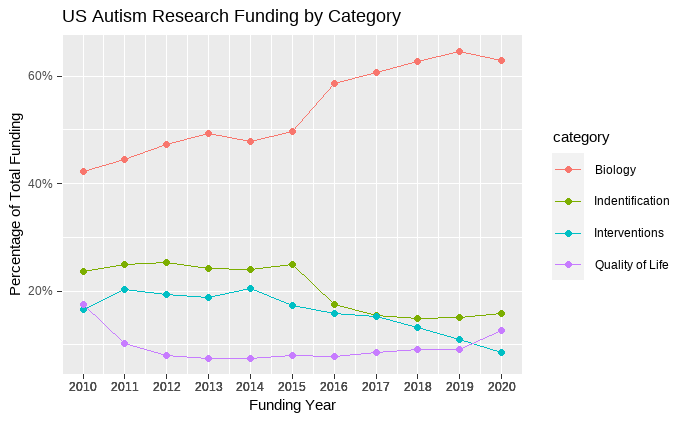 US Autism Research Funding by Category
Percentage of Total Funding
60%
40%
20%
2010 2011 2012 2013 2014 2015 2016 2017 2018 2019 2020
Funding Year
category
Biology
Indentification
Interventions
Quality of Life